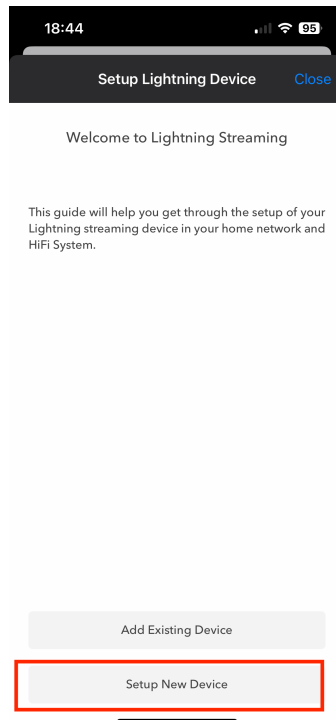 18:44
95
Setup Lightning Device
Close
Welcome to Lightning Streaming
This guide will help you get through the setup of your
Lightning streaming device in your home network and
HiFi System.
Add Existing Device
Setup New Device